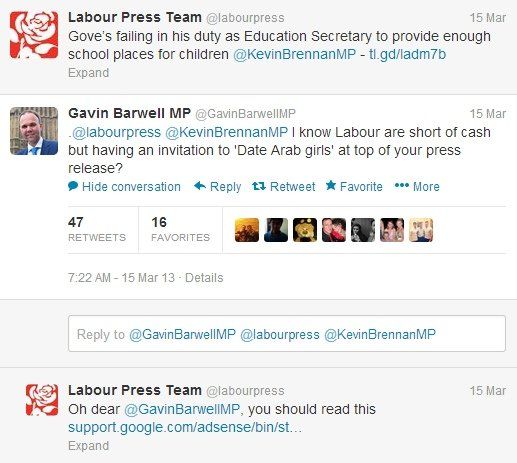 Labour Press Team @labourpress 15 Mar
Gove's failing in his duty as Education Secretary to provide enough
school places for children @KevinBrennanMP - tl.gd/ladm7b
Expand
Gavin Barwell MP @GavinBarwellMP 15 Mar
.@labourpress @KevinBrennanMP I know Labour are short of cash
but having an invitation to 'Date Arab girls' at top of your press
release?
Hide conversation Reply Retweet Favorite More
47 16
RETWEETS FAVORITES
7:22 AM - 15 Mar 13 · Details
Reply to @GavinBarwellMP @labourpress @KevinBrennanMP
Labour Press Team @labourpress 15 Mar
Oh dear @GavinBarwellMP, you should read this
support.google.com/adsense/bin/st…
Expand